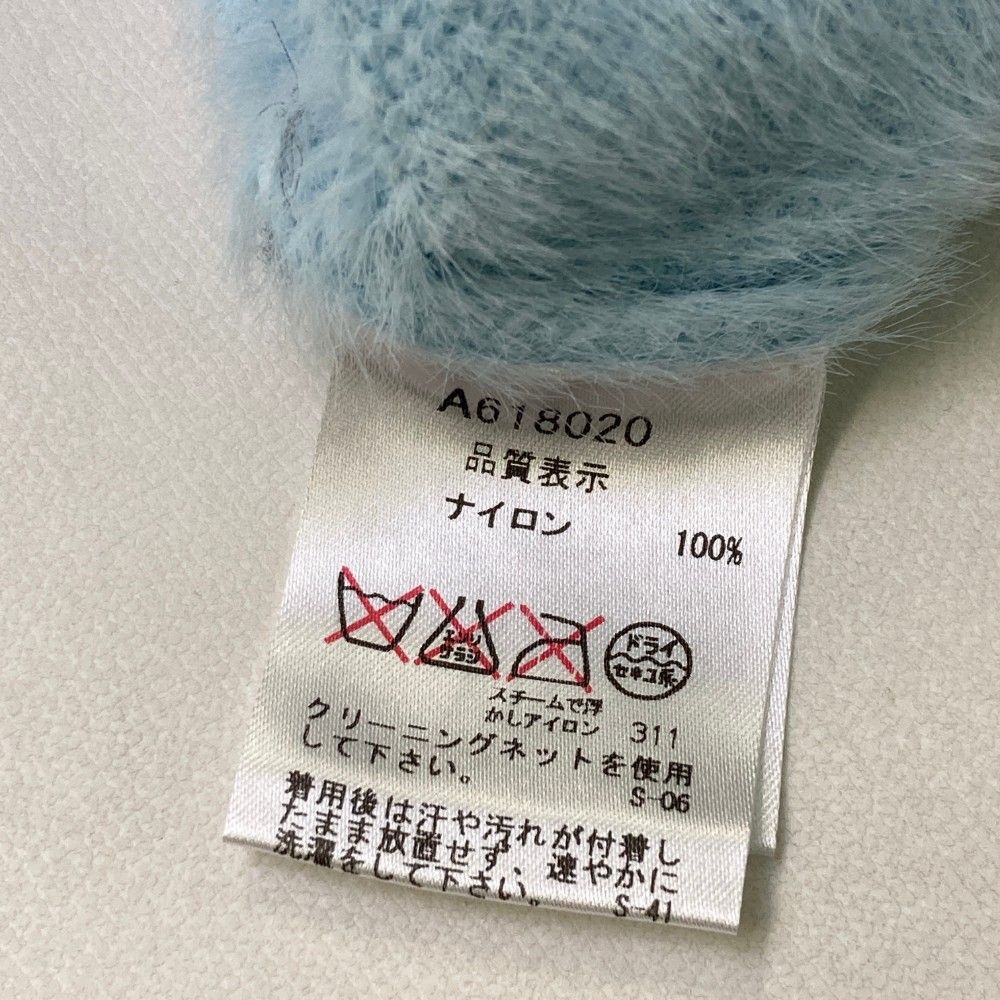 A618020
品質表示
ナイロン 100%
エンソ
サラシ
ドライ
セキユ系
スチームで浮
かしアイロン 311
クリーニングネットを使用
して下さい。
S-06
着用後は汗や汚れが付着し
たまま放置せず、速やかに
洗濯をして下さい。
S-41